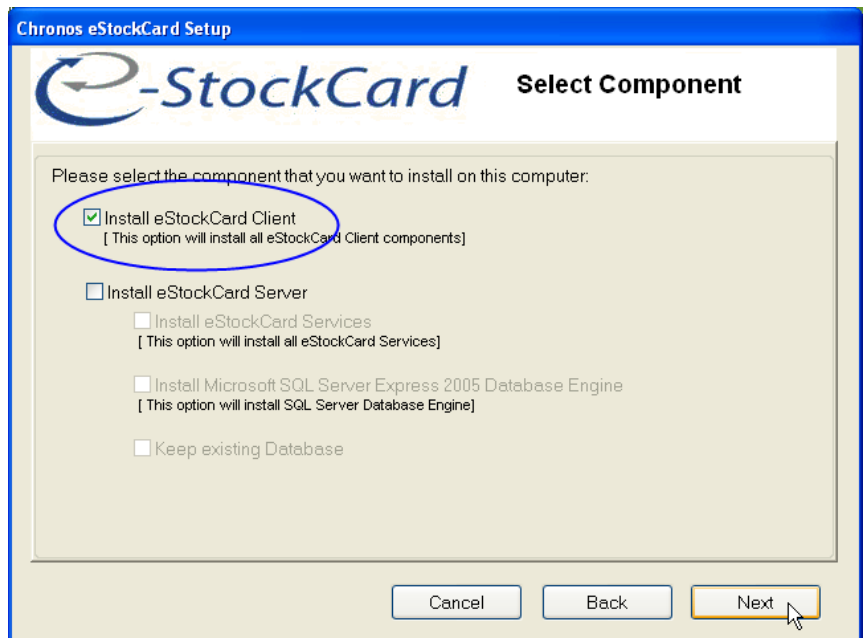 Chronos eStockCard Setup
e-StockCard
Select Component
Please select the component that you want to install on this computer:
Install eStockCard Client
[ This option will install all eStockCard Client components]
Install eStockCard Server
Install eStockCard Services
[ This option will install all eStockCard Services]
Install Microsoft SQL Server Express 2005 Database Engine
[ This option will install SQL Server Database Engine]
Keep existing Database
Cancel
Back
Next